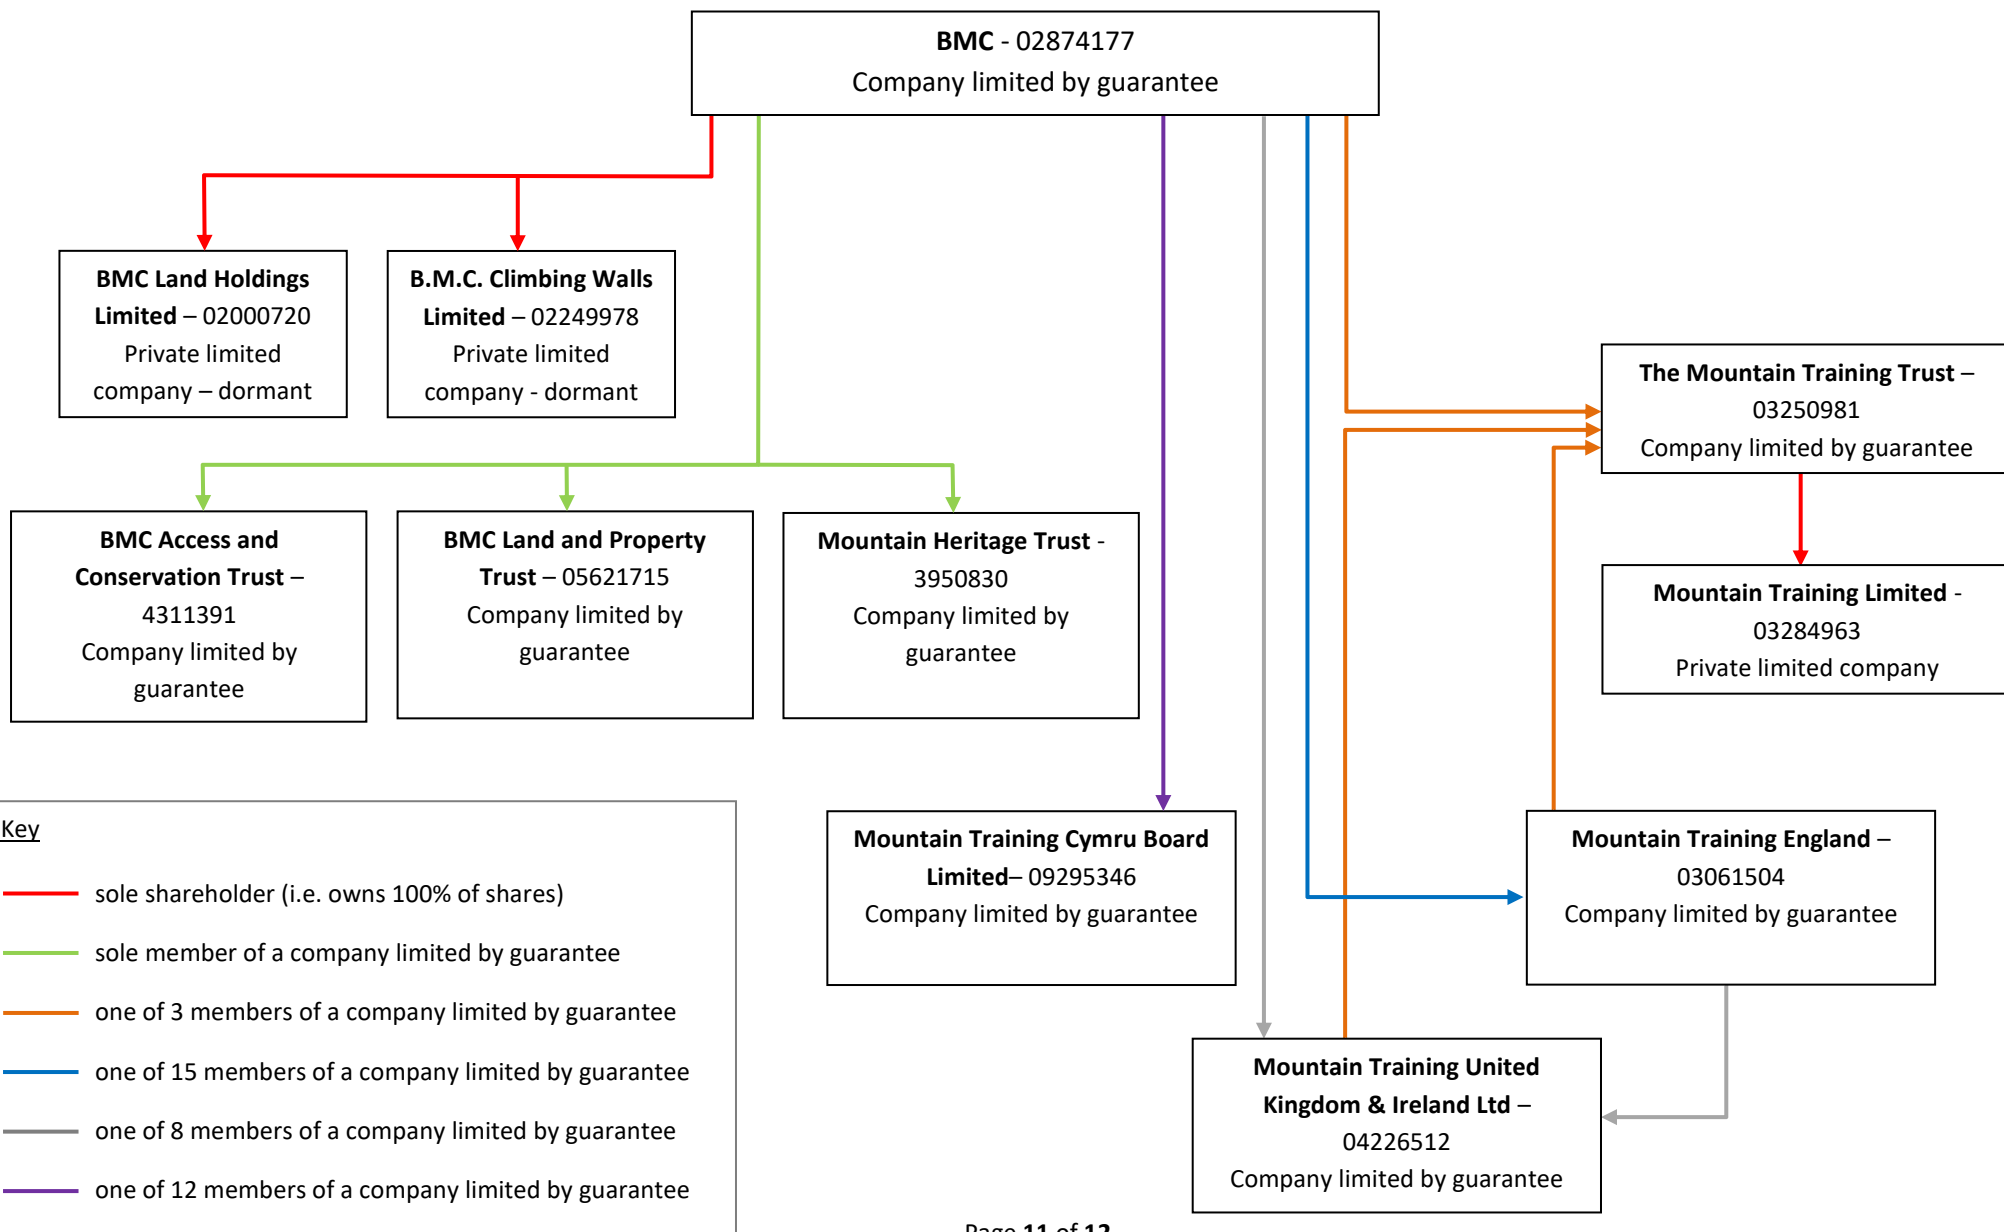 BMC - 02874177
Company limited by guarantee
BMC Land Holdings
Limited – 02000720
Private limited
company – dormant
B.M.C. Climbing Walls
Limited – 02249978
Private limited
company - dormant
The Mountain Training Trust –
03250981
Company limited by guarantee
BMC Access and
Conservation Trust –
4311391
Company limited by
guarantee
BMC Land and Property
Trust – 05621715
Company limited by
guarantee
Mountain Heritage Trust -
3950830
Company limited by
guarantee
Mountain Training Limited -
03284963
Private limited company
Mountain Training Cymru Board
Limited– 09295346
Company limited by guarantee
Mountain Training England –
03061504
Company limited by guarantee
Mountain Training United
Kingdom & Ireland Ltd –
04226512
Company limited by guarantee
Key
sole shareholder (i.e. owns 100% of shares)
sole member of a company limited by guarantee
one of 3 members of a company limited by guarantee
one of 15 members of a company limited by guarantee
one of 8 members of a company limited by guarantee
one of 12 members of a company limited by guarantee
Page 11 of 12